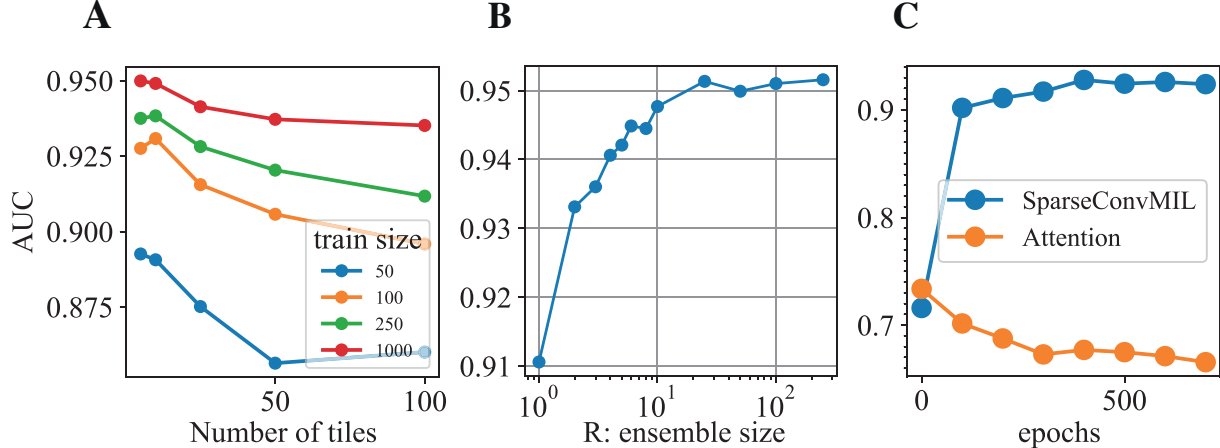 A
AUC
0.950
0.925
0.900
0.875
train size
50
100
250
1000
50
100
Number of tiles
B
0.95
0.94
0.93
0.92
0.91
10^0
10^1
10^2
R: ensemble size
C
0.9
0.8
0.7
SparseConvMIL
Attention
0
500
epochs